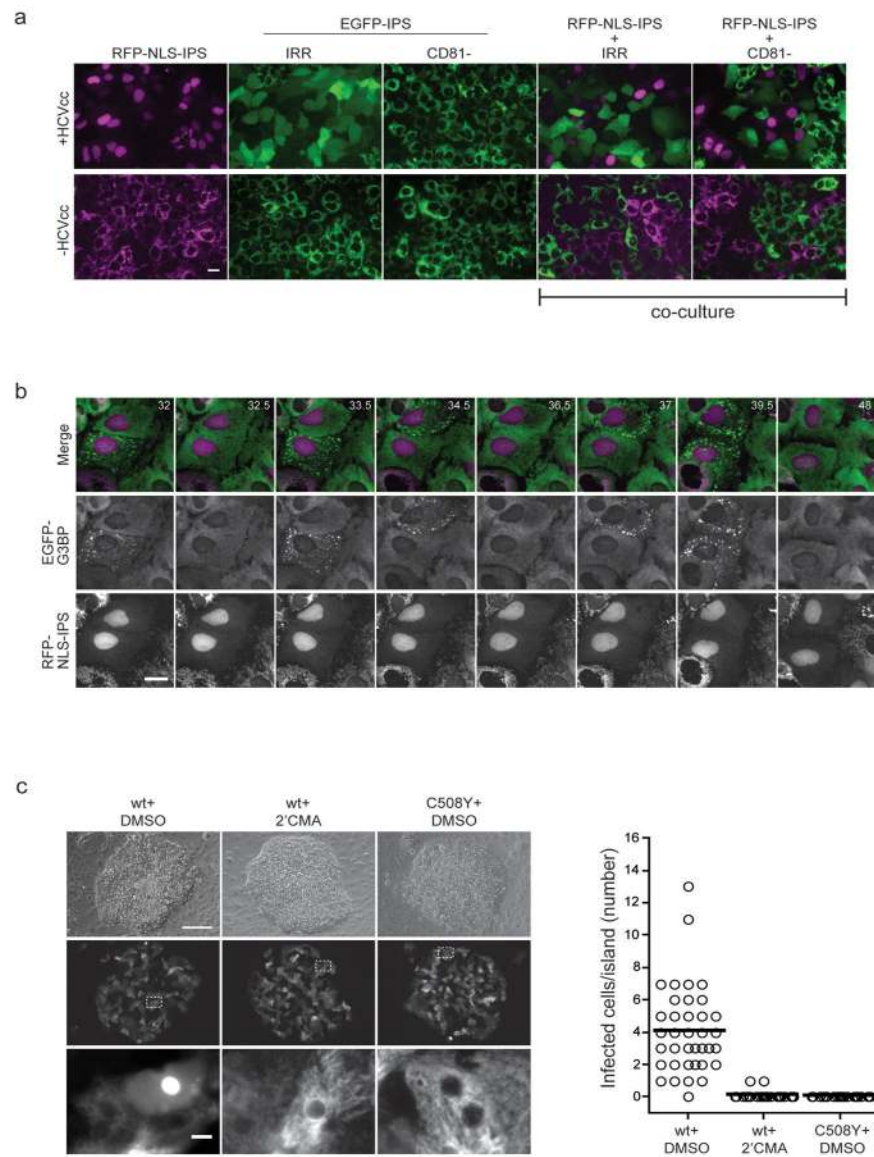 a
EGFP-IPS
RFP-NLS-IPS + IRR
RFP-NLS-IPS + CD81-
RFP-NLS-IPS
IRR
CD81-
+HCVcc
-HCVcc
co-culture
b
32
32.5
33.5
34.5
36.5
37
39.5
48
Merge
EGFP-
G3BP
RFP-
NLS-IPS
c
wt+
DMSO
wt+
2'CMA
C508Y+
DMSO
Infected cells/island (number)
16
14
12
10
8
6
4
2
0
wt+
DMSO
wt+
2'CMA
C508Y+
DMSO